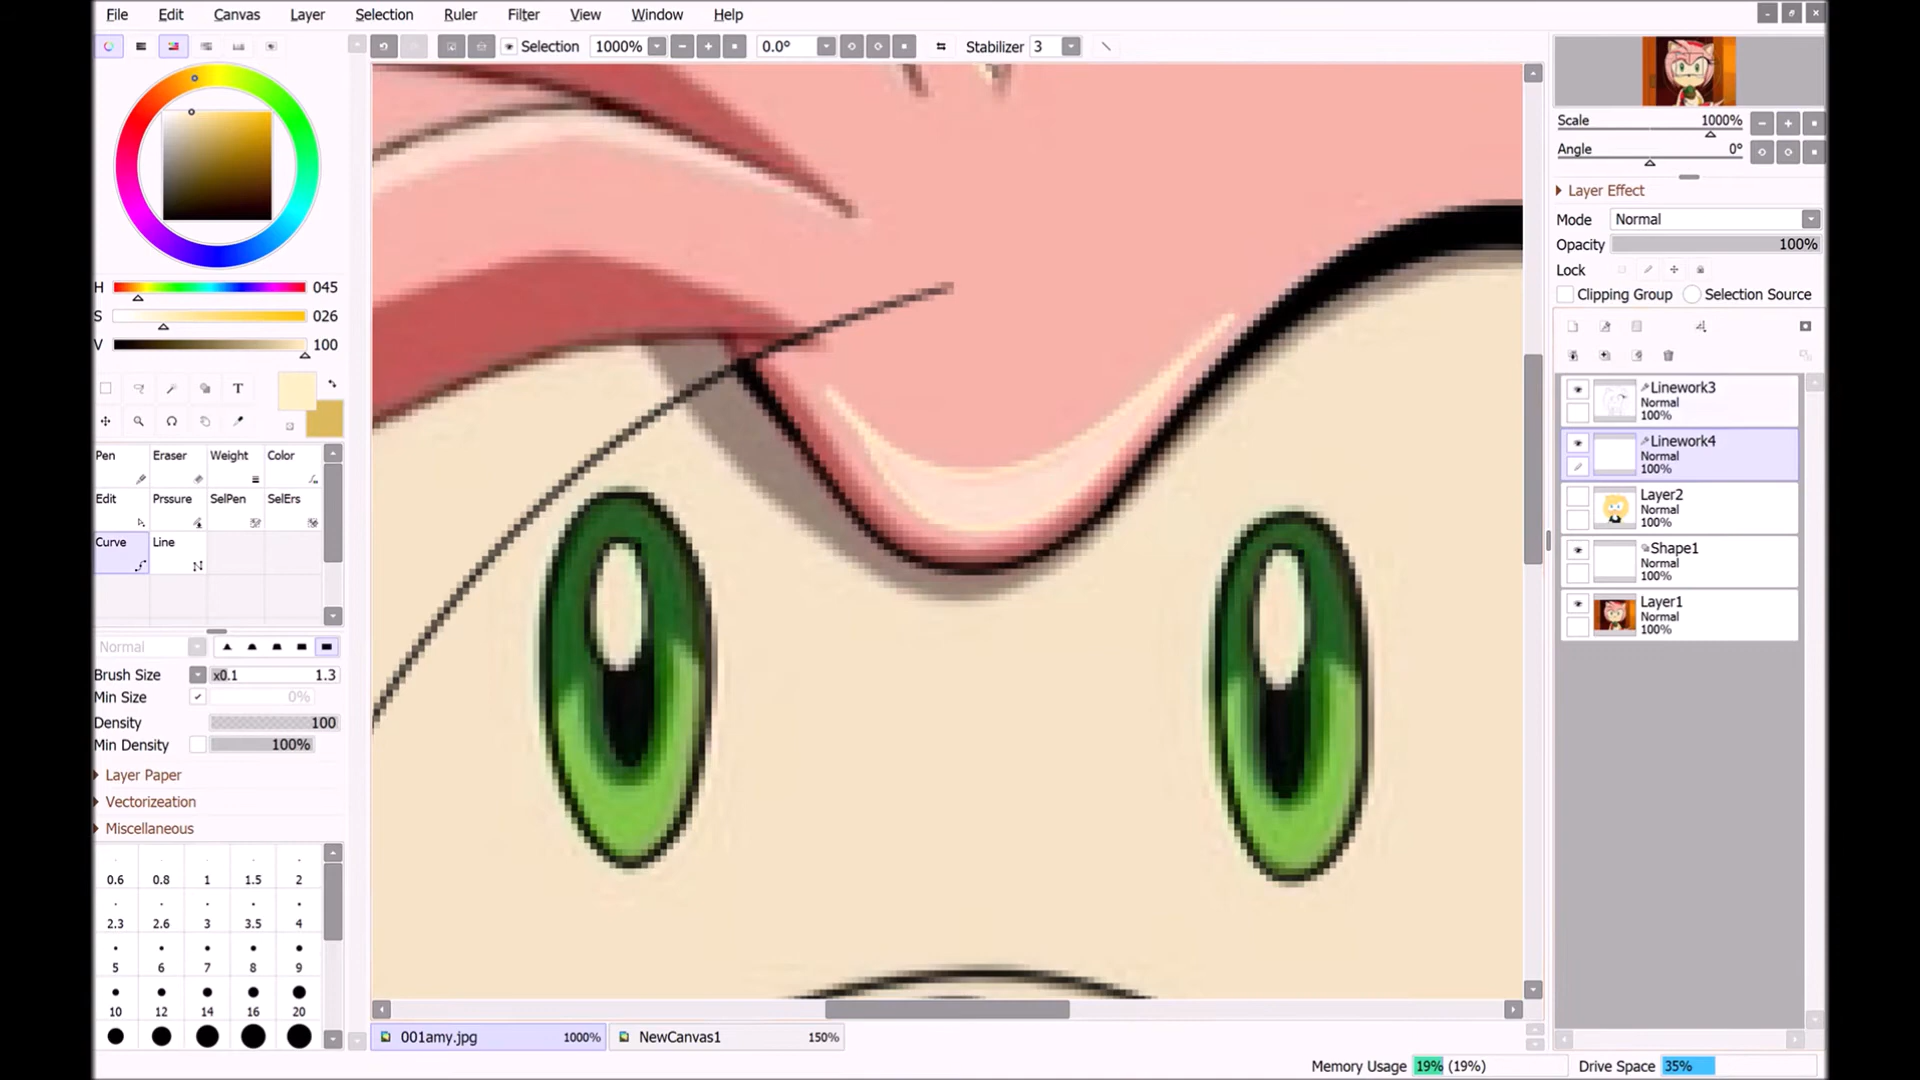 File Edit Canvas Layer Selection Ruler Filter View Window Help
Selection 1000% 0.0° Stabilizer 3
Scale 1000%
Angle 0°
Layer Effect
Mode Normal
Opacity 100%
Lock
Clipping Group Selection Source
H 045
S 026
V 100
T
Pen Eraser Weight Color
Edit Prssure SelPen SelErs
Curve Line
Normal
Brush Size x0.1 1.3
Min Size 0%
Density 100
Min Density 100%
Layer Paper
Vectorizeation
Miscellaneous
0.6 0.8 1 1.5 2
2.3 2.6 3 3.5 4
5 6 7 8 9
10 12 14 16 20
Linework3
Normal
100%
Linework4
Normal
100%
Layer2
Normal
100%
Shape1
Normal
100%
Layer1
Normal
100%
001amy.jpg 1000% NewCanvas1 150%
Memory Usage 19% (19%) Drive Space 35%